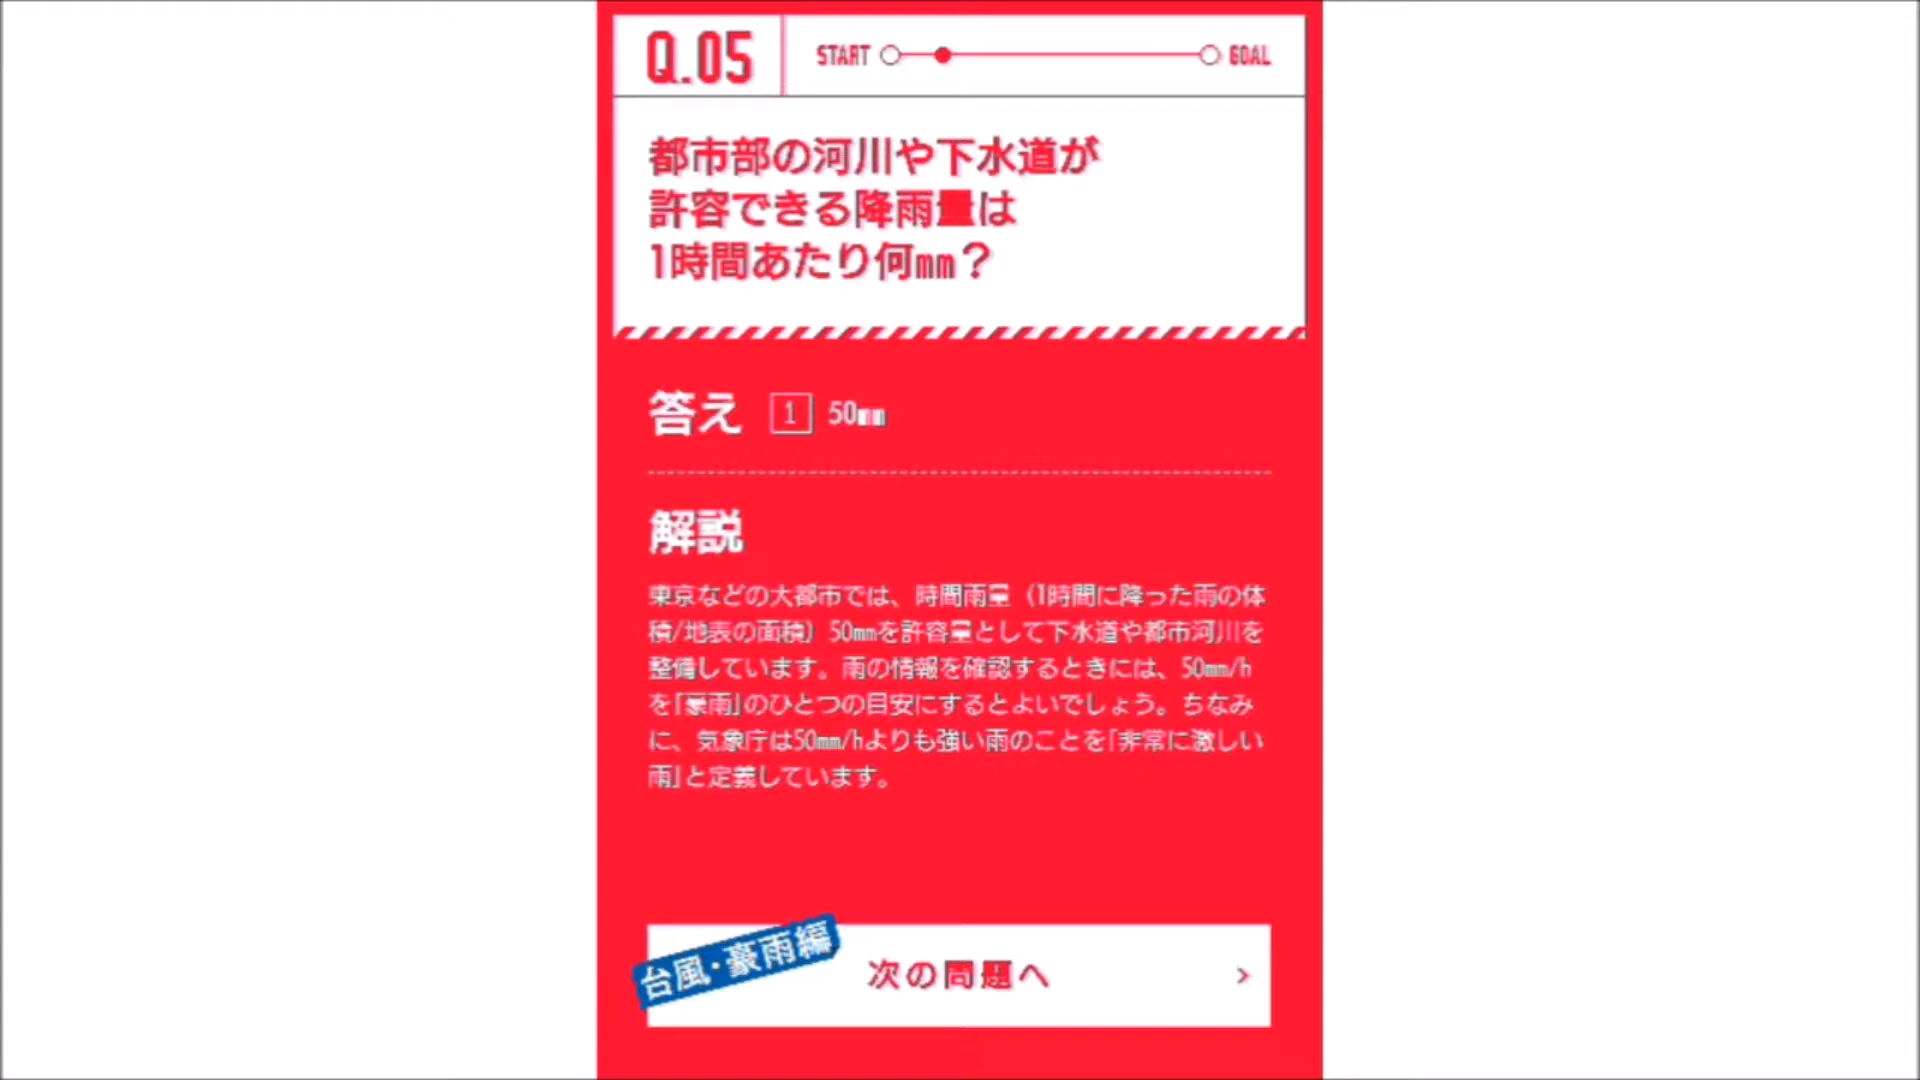 Q.05
START GOAL
都市部の河川や下水道が
許容できる降雨量は
1時間あたり何㎜？
答え 1 50㎜
解説
東京などの大都市では、時間雨量（1時間に降った雨の体
積/地表の面積）50㎜を許容量として下水道や都市河川を
整備しています。雨の情報を確認するときには、50㎜/h
を「豪雨」のひとつの目安にするとよいでしょう。ちなみ
に、気象庁は50㎜/hよりも強い雨のことを「非常に激しい
雨」と定義しています。
台風・豪雨編
次の問題へ >